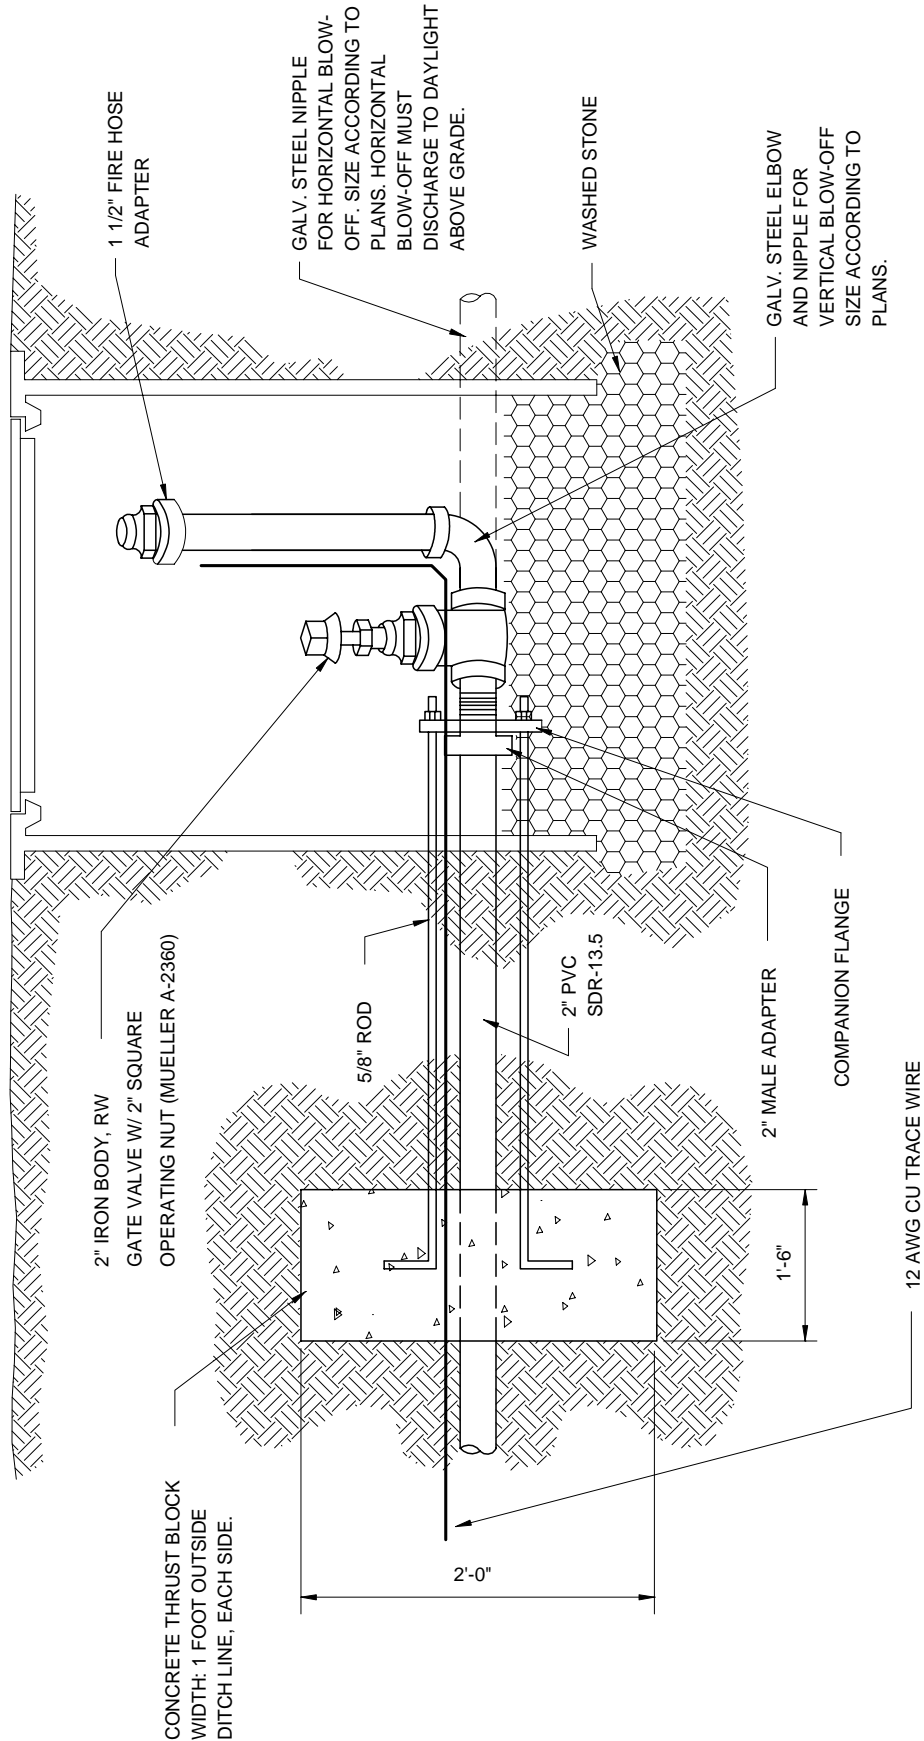 CONCRETE THRUST BLOCK
WIDTH: 1 FOOT OUTSIDE
DITCH LINE, EACH SIDE.
2" IRON BODY, RW
GATE VALVE W/ 2" SQUARE
OPERATING NUT (MUELLER A-2360)
1 1/2" FIRE HOSE
ADAPTER
GALV. STEEL NIPPLE
FOR HORIZONTAL BLOW-
OFF. SIZE ACCORDING TO
PLANS. HORIZONTAL
BLOW-OFF MUST
DISCHARGE TO DAYLIGHT
ABOVE GRADE.
5/8" ROD
2" PVC
SDR-13.5
WASHED STONE
2'-0"
1'-6"
2" MALE ADAPTER
COMPANION FLANGE
GALV. STEEL ELBOW
AND NIPPLE FOR
VERTICAL BLOW-OFF
SIZE ACCORDING TO
PLANS.
12 AWG CU TRACE WIRE